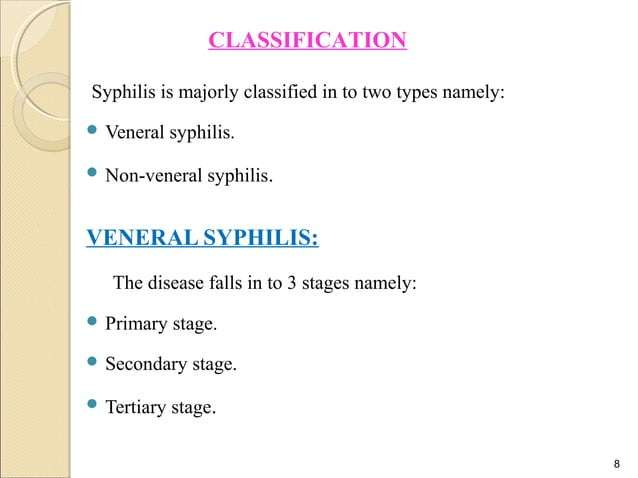 CLASSIFICATION
Syphilis is majorly classified in to two types namely:
Veneral syphilis.
Non-veneral syphilis.
VENERAL SYPHILIS:
The disease falls in to 3 stages namely:
Primary stage.
Secondary stage.
Tertiary stage.
8